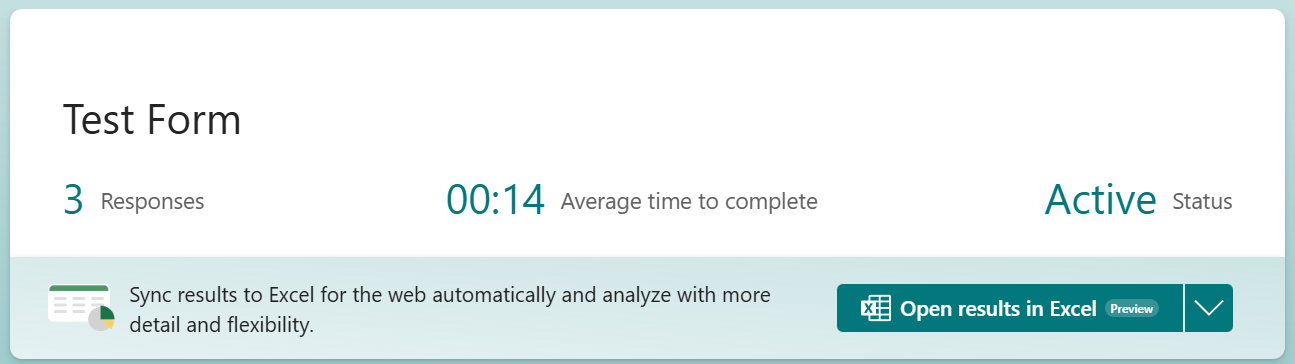 Test Form
3 Responses
00:14 Average time to complete
Active Status
Sync results to Excel for the web automatically and analyze with more
detail and flexibility.
Open results in Excel Preview